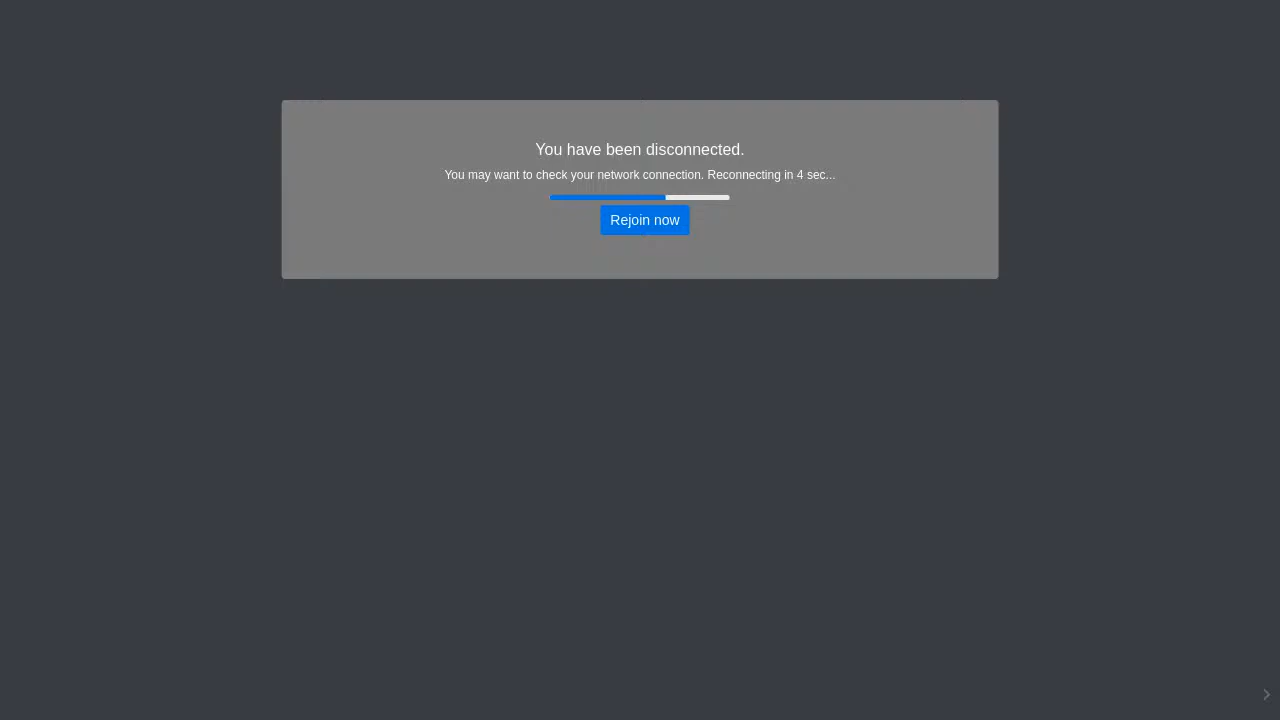 You have been disconnected.
You may want to check your network connection. Reconnecting in 4 sec...
Rejoin now